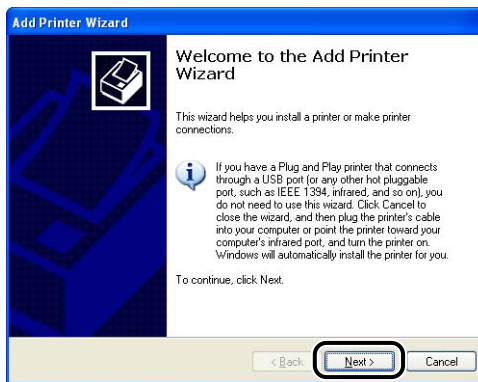 Add Printer Wizard
Welcome to the Add Printer
Wizard
This wizard helps you install a printer or make printer
connections.
If you have a Plug and Play printer that connects
through a USB port (or any other hot pluggable
port, such as IEEE 1394, infrared, and so on), you
do not need to use this wizard. Click Cancel to
close the wizard, and then plug the printer's cable
into your computer or point the printer toward your
computer's infrared port, and turn the printer on.
Windows will automatically install the printer for you.
To continue, click Next.
< Back Next > Cancel